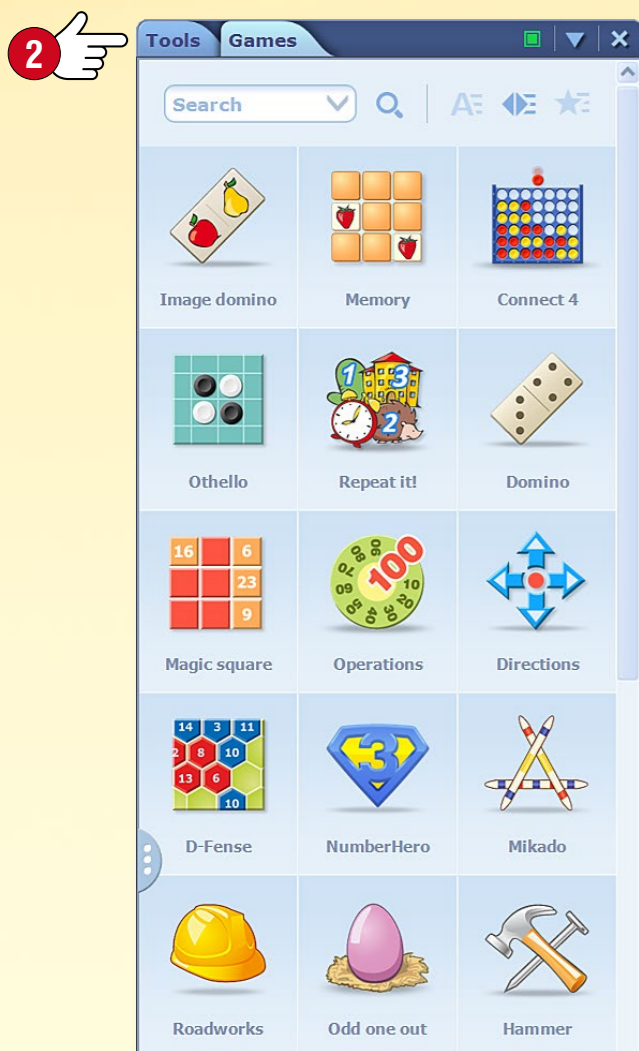 2
Tools Games
Search
Image domino Memory Connect 4
Othello Repeat it! Domino
16 6
23
9
100
Magic square Operations Directions
14 3 11
2 8 10
13 6
10
3
D-Fense NumberHero Mikado
Roadworks Odd one out Hammer